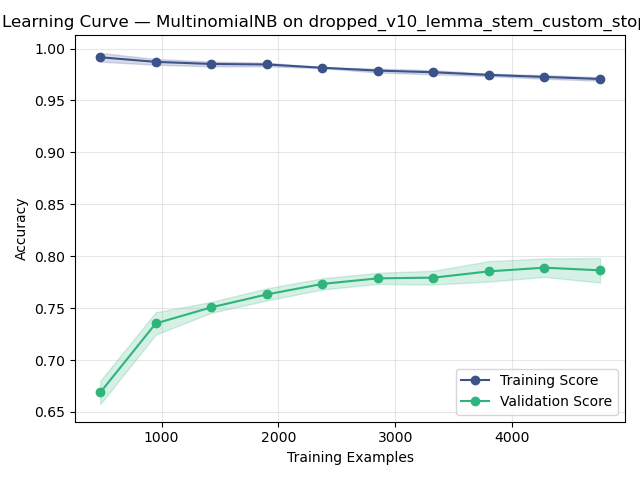 Learning Curve — MultinomialNB on dropped_v10_lemma_stem_custom_stop
1.00
0.95
0.90
0.85
0.80
0.75
0.70
0.65
Accuracy
1000
2000
3000
4000
Training Examples
Training Score
Validation Score